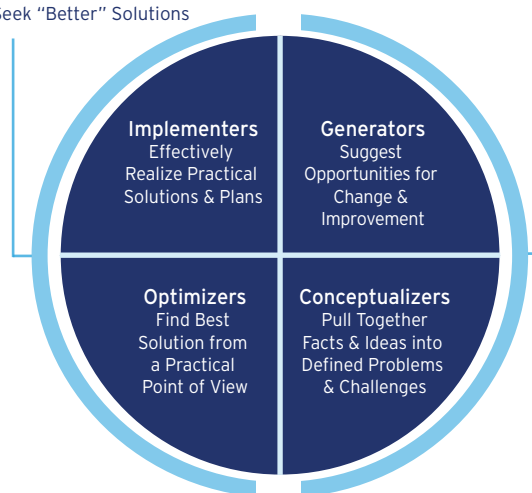 Seek “Better” Solutions
Implementers
Effectively
Realize Practical
Solutions & Plans
Generators
Suggest
Opportunities for
Change &
Improvement
Optimizers
Find Best
Solution from
a Practical
Point of View
Conceptualizers
Pull Together
Facts & Ideas into
Defined Problems
& Challenges